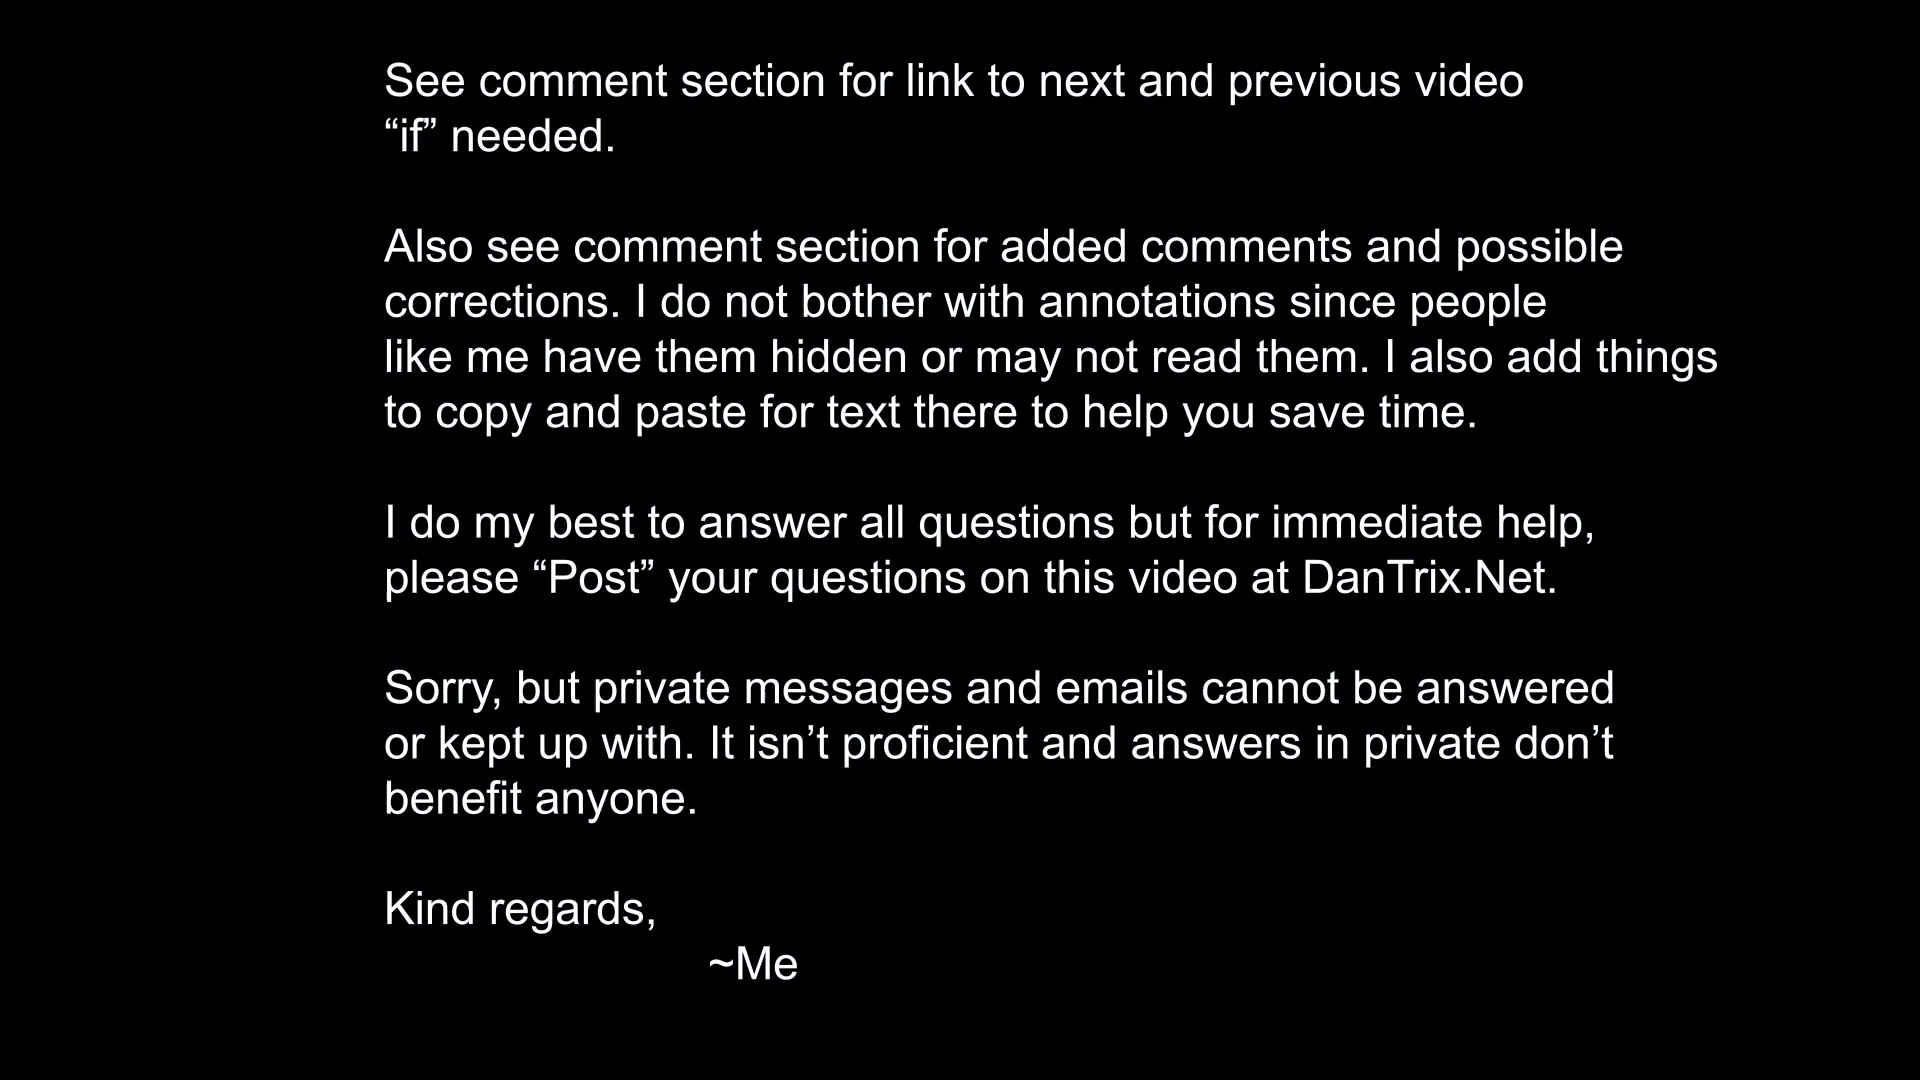 See comment section for link to next and previous video
“if” needed.
Also see comment section for added comments and possible
corrections. I do not bother with annotations since people
like me have them hidden or may not read them. I also add things
to copy and paste for text there to help you save time.
I do my best to answer all questions but for immediate help,
please “Post” your questions on this video at DanTrix.Net.
Sorry, but private messages and emails cannot be answered
or kept up with. It isn’t proficient and answers in private don’t
benefit anyone.
Kind regards,
~Me